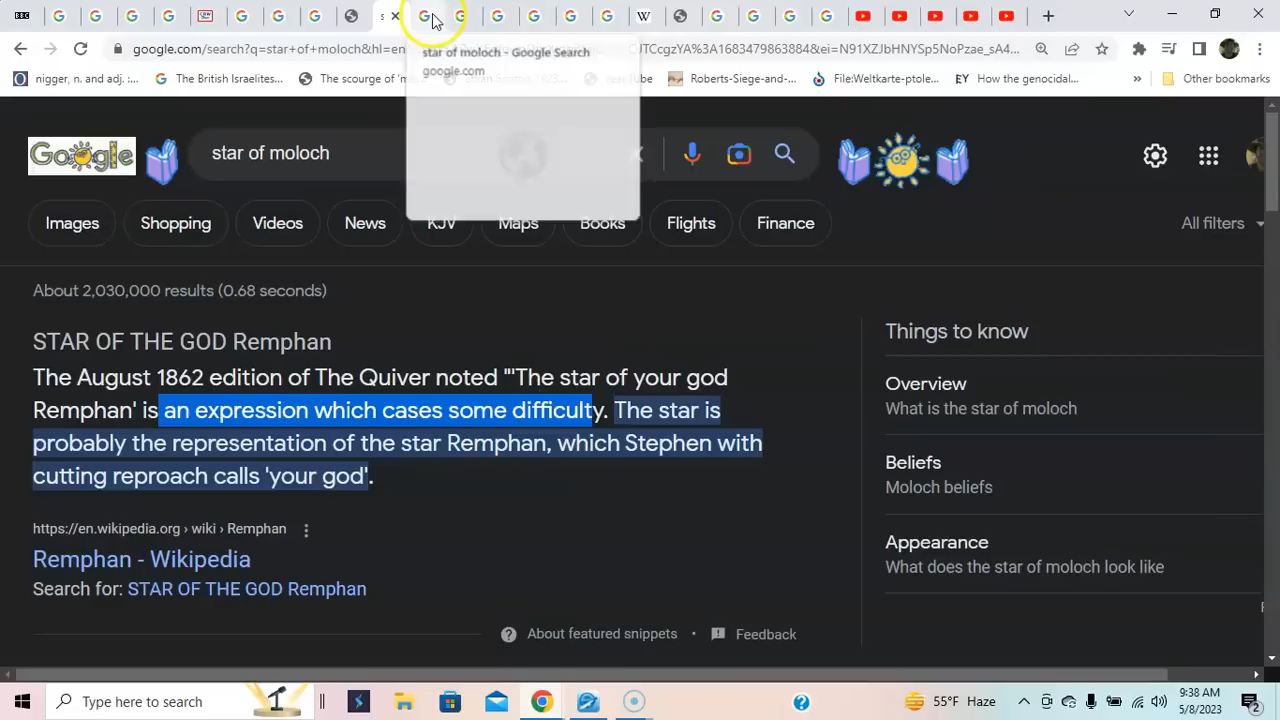 BBC
star of moloch - Google Search
google.com
google.com/search?q=star+of+moloch&hl=en
OJTCcgzYA%3A1683479863884&ei=N91XZJbHNYSp5NoPzae_sA4...
nigger, n. and adj. :...
The British Israelites...
The scourge of 'm
Roberts-Siege-and-...
File:Weltkarte-ptole...
EY How the genocidal...
»
Other bookmarks
Google
star of moloch
Images
Shopping
Videos
News
KJV
Maps
Books
Flights
Finance
All filters
About 2,030,000 results (0.68 seconds)
STAR OF THE GOD Remphan
The August 1862 edition of The Quiver noted "'The star of your god
Remphan' is an expression which cases some difficulty. The star is
probably the representation of the star Remphan, which Stephen with
cutting reproach calls 'your god'.
https://en.wikipedia.org › wiki › Remphan
Remphan - Wikipedia
Search for: STAR OF THE GOD Remphan
About featured snippets • Feedback
Things to know
Overview
What is the star of moloch
Beliefs
Moloch beliefs
Appearance
What does the star of moloch look like
Type here to search
55°F Haze
9:38 AM
5/8/2023
2